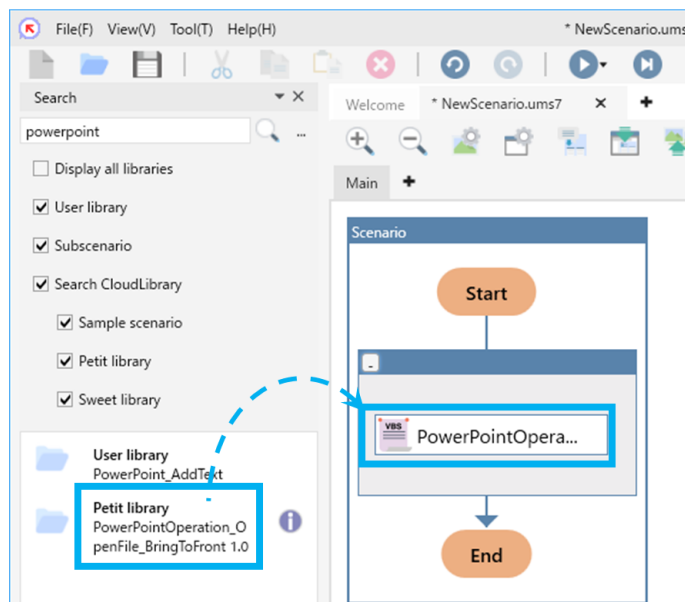 File(F) View(V) Tool(T) Help(H)
* NewScenario.ums
Search
powerpoint
...
Display all libraries
User library
Subscenario
Search CloudLibrary
Sample scenario
Petit library
Sweet library
User library
PowerPoint_AddText
Petit library
PowerPointOperation_O
penFile_BringToFront 1.0
Welcome
* NewScenario.ums7
Main
Scenario
Start
VBS
PowerPointOpera...
End